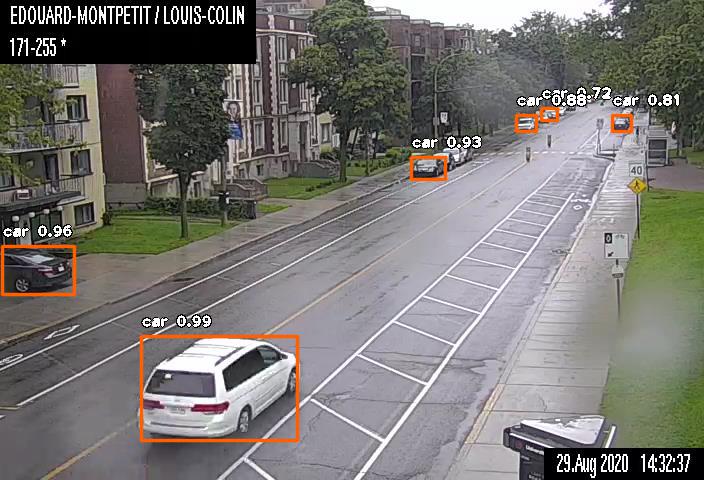 EDOUARD-MONTPETIT / LOUIS-COLIN
171-255 *
car 0.72
car 0.88
car 0.81
car 0.93
car 0.96
car 0.99
40
29.Aug 2020 14:32:37